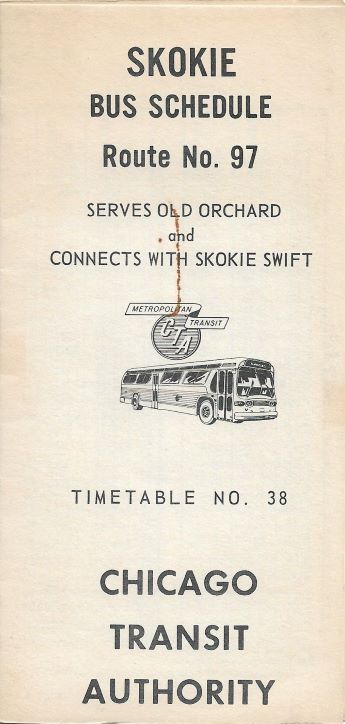 SKOKIE
BUS SCHEDULE
Route No. 97
SERVES OLD ORCHARD
and
CONNECTS WITH SKOKIE SWIFT
METROPOLITAN
TRANSIT
CTA
TIMETABLE NO. 38
CHICAGO
TRANSIT
AUTHORITY